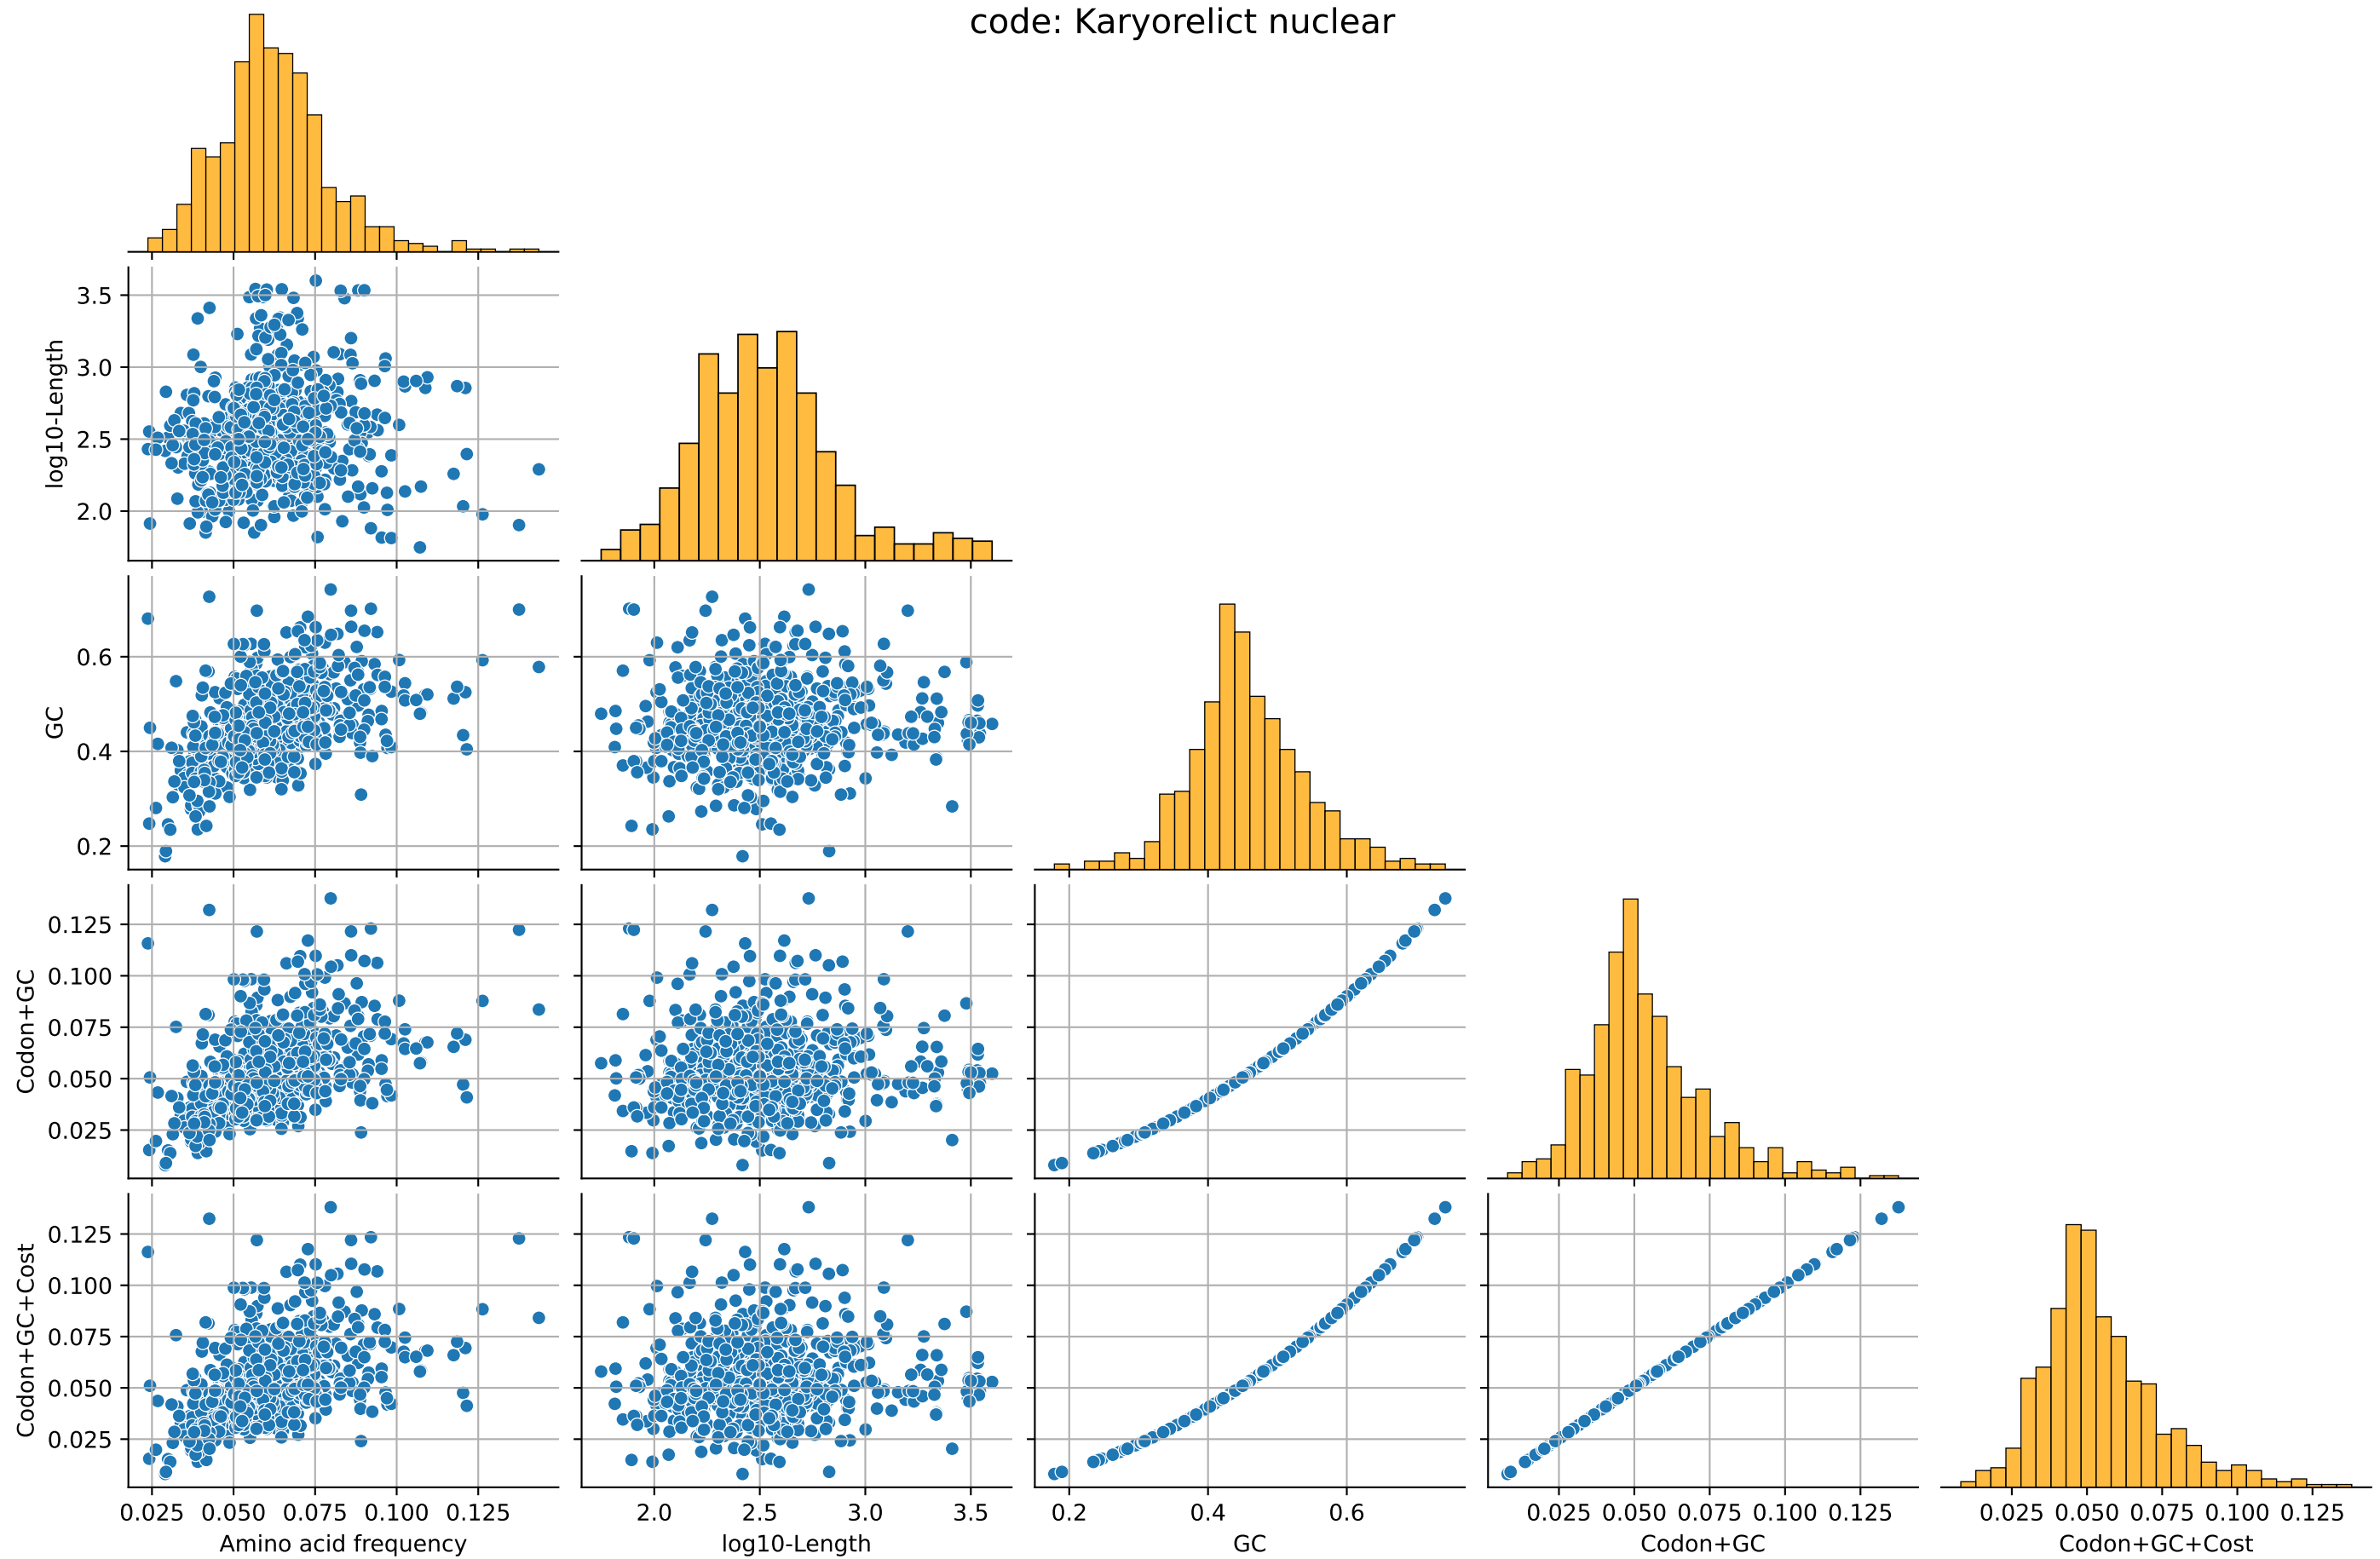 code: Karyorelict nuclear
log10-Length
3.5
3.0
2.5
2.0
GC
0.6
0.4
0.2
Codon+GC
0.125
0.100
0.075
0.050
0.025
Codon+GC+Cost
0.125
0.100
0.075
0.050
0.025
0.025 0.050 0.075 0.100 0.125
2.0 2.5 3.0 3.5
0.2 0.4 0.6
0.025 0.050 0.075 0.100 0.125
0.025 0.050 0.075 0.100 0.125
Amino acid frequency
log10-Length
GC
Codon+GC
Codon+GC+Cost